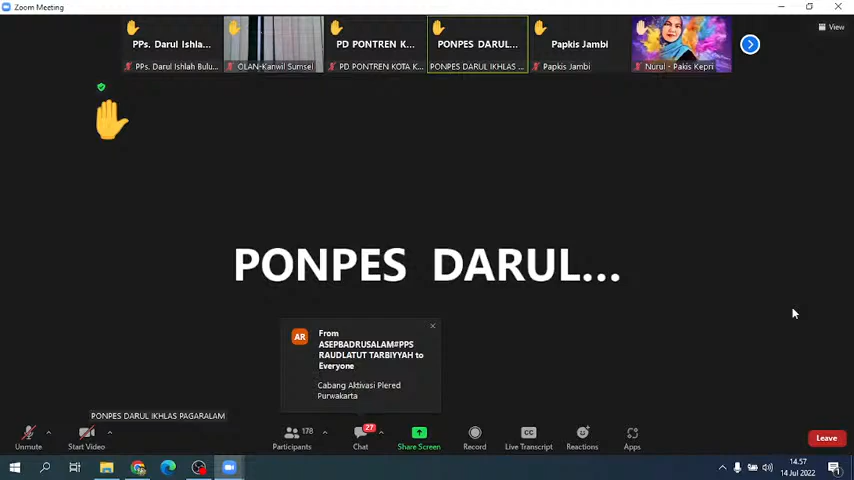 Zoom Meeting
View
PPs. Darul Ishla...
PD PONTREN K...
PONPES DARUL...
Papkis Jambi
PPs. Darul Ishlah Bulu...
OLAN-Kanwil Sumsel
PD PONTREN KOTA K...
PONPES DARUL IKHLAS ...
Papkis Jambi
Nurul - Pakis Kepri
PONPES DARUL...
AR
From
ASEPBADRUSALAM#PPS
RAUDLATUT TARBIYYAH to
Everyone
Cabang Aktivasi Plered
Purwakarta
PONPES DARUL IKHLAS PAGARALAM
Unmute
Start Video
178
Participants
27
Chat
Share Screen
Record
CC
Live Transcript
Reactions
Apps
Leave
14.57
14 Jul 2022